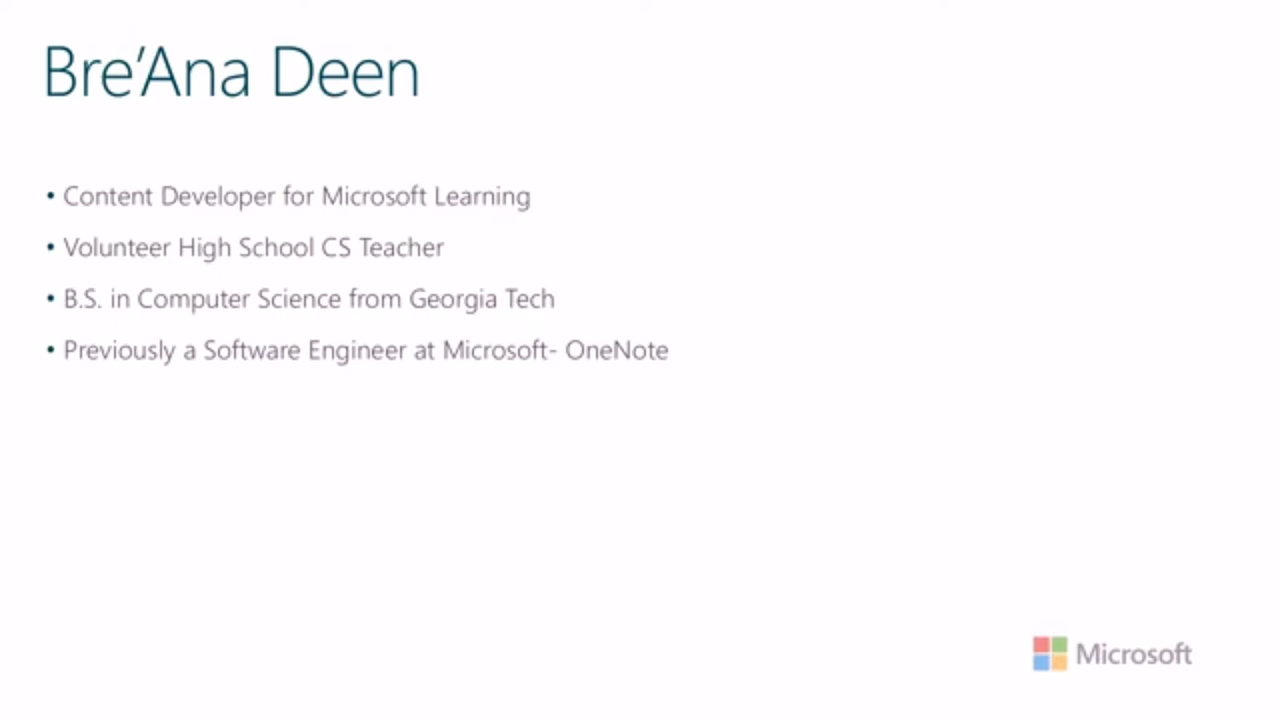 Bre’Ana Deen
• Content Developer for Microsoft Learning
• Volunteer High School CS Teacher
• B.S. in Computer Science from Georgia Tech
• Previously a Software Engineer at Microsoft- OneNote
Microsoft